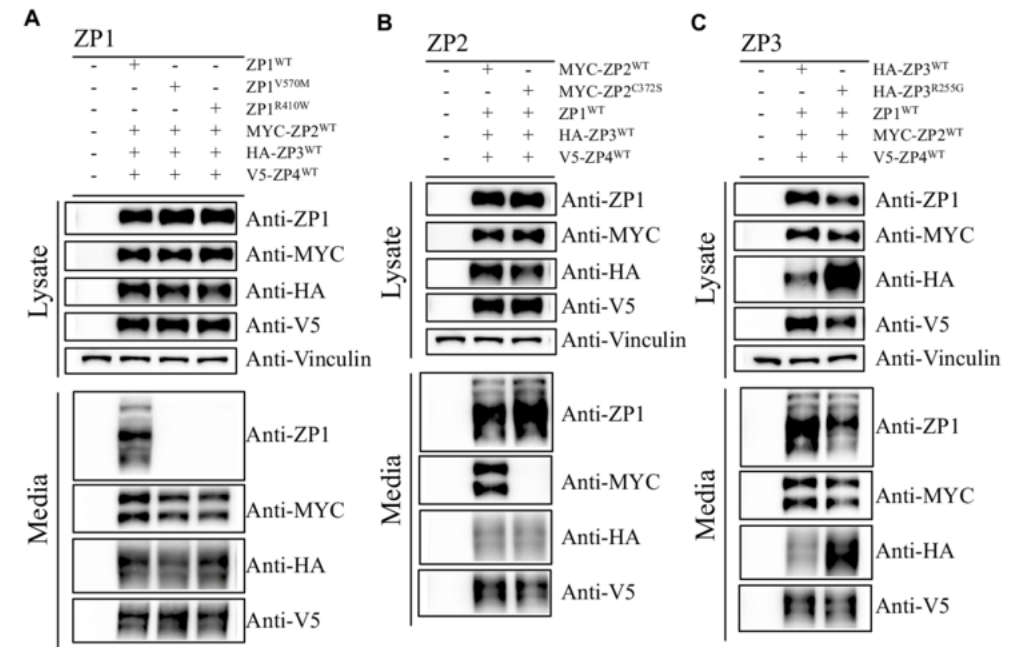 A
ZP1
- + - - ZP1WT
- - + - ZP1V570M
- - - + ZP1R410W
- + + + MYC-ZP2WT
- + + + HA-ZP3WT
- + + + V5-ZP4WT
Lysate
Anti-ZP1
Anti-MYC
Anti-HA
Anti-V5
Anti-Vinculin
Media
Anti-ZP1
Anti-MYC
Anti-HA
Anti-V5
B
ZP2
- + - MYC-ZP2WT
- - + MYC-ZP2C372S
- + + ZP1WT
- + + HA-ZP3WT
- + + V5-ZP4WT
Lysate
Anti-ZP1
Anti-MYC
Anti-HA
Anti-V5
Anti-Vinculin
Media
Anti-ZP1
Anti-MYC
Anti-HA
Anti-V5
C
ZP3
- + - HA-ZP3WT
- - + HA-ZP3R255G
- + + ZP1WT
- + + MYC-ZP2WT
- + + V5-ZP4WT
Lysate
Anti-ZP1
Anti-MYC
Anti-HA
Anti-V5
Anti-Vinculin
Media
Anti-ZP1
Anti-MYC
Anti-HA
Anti-V5